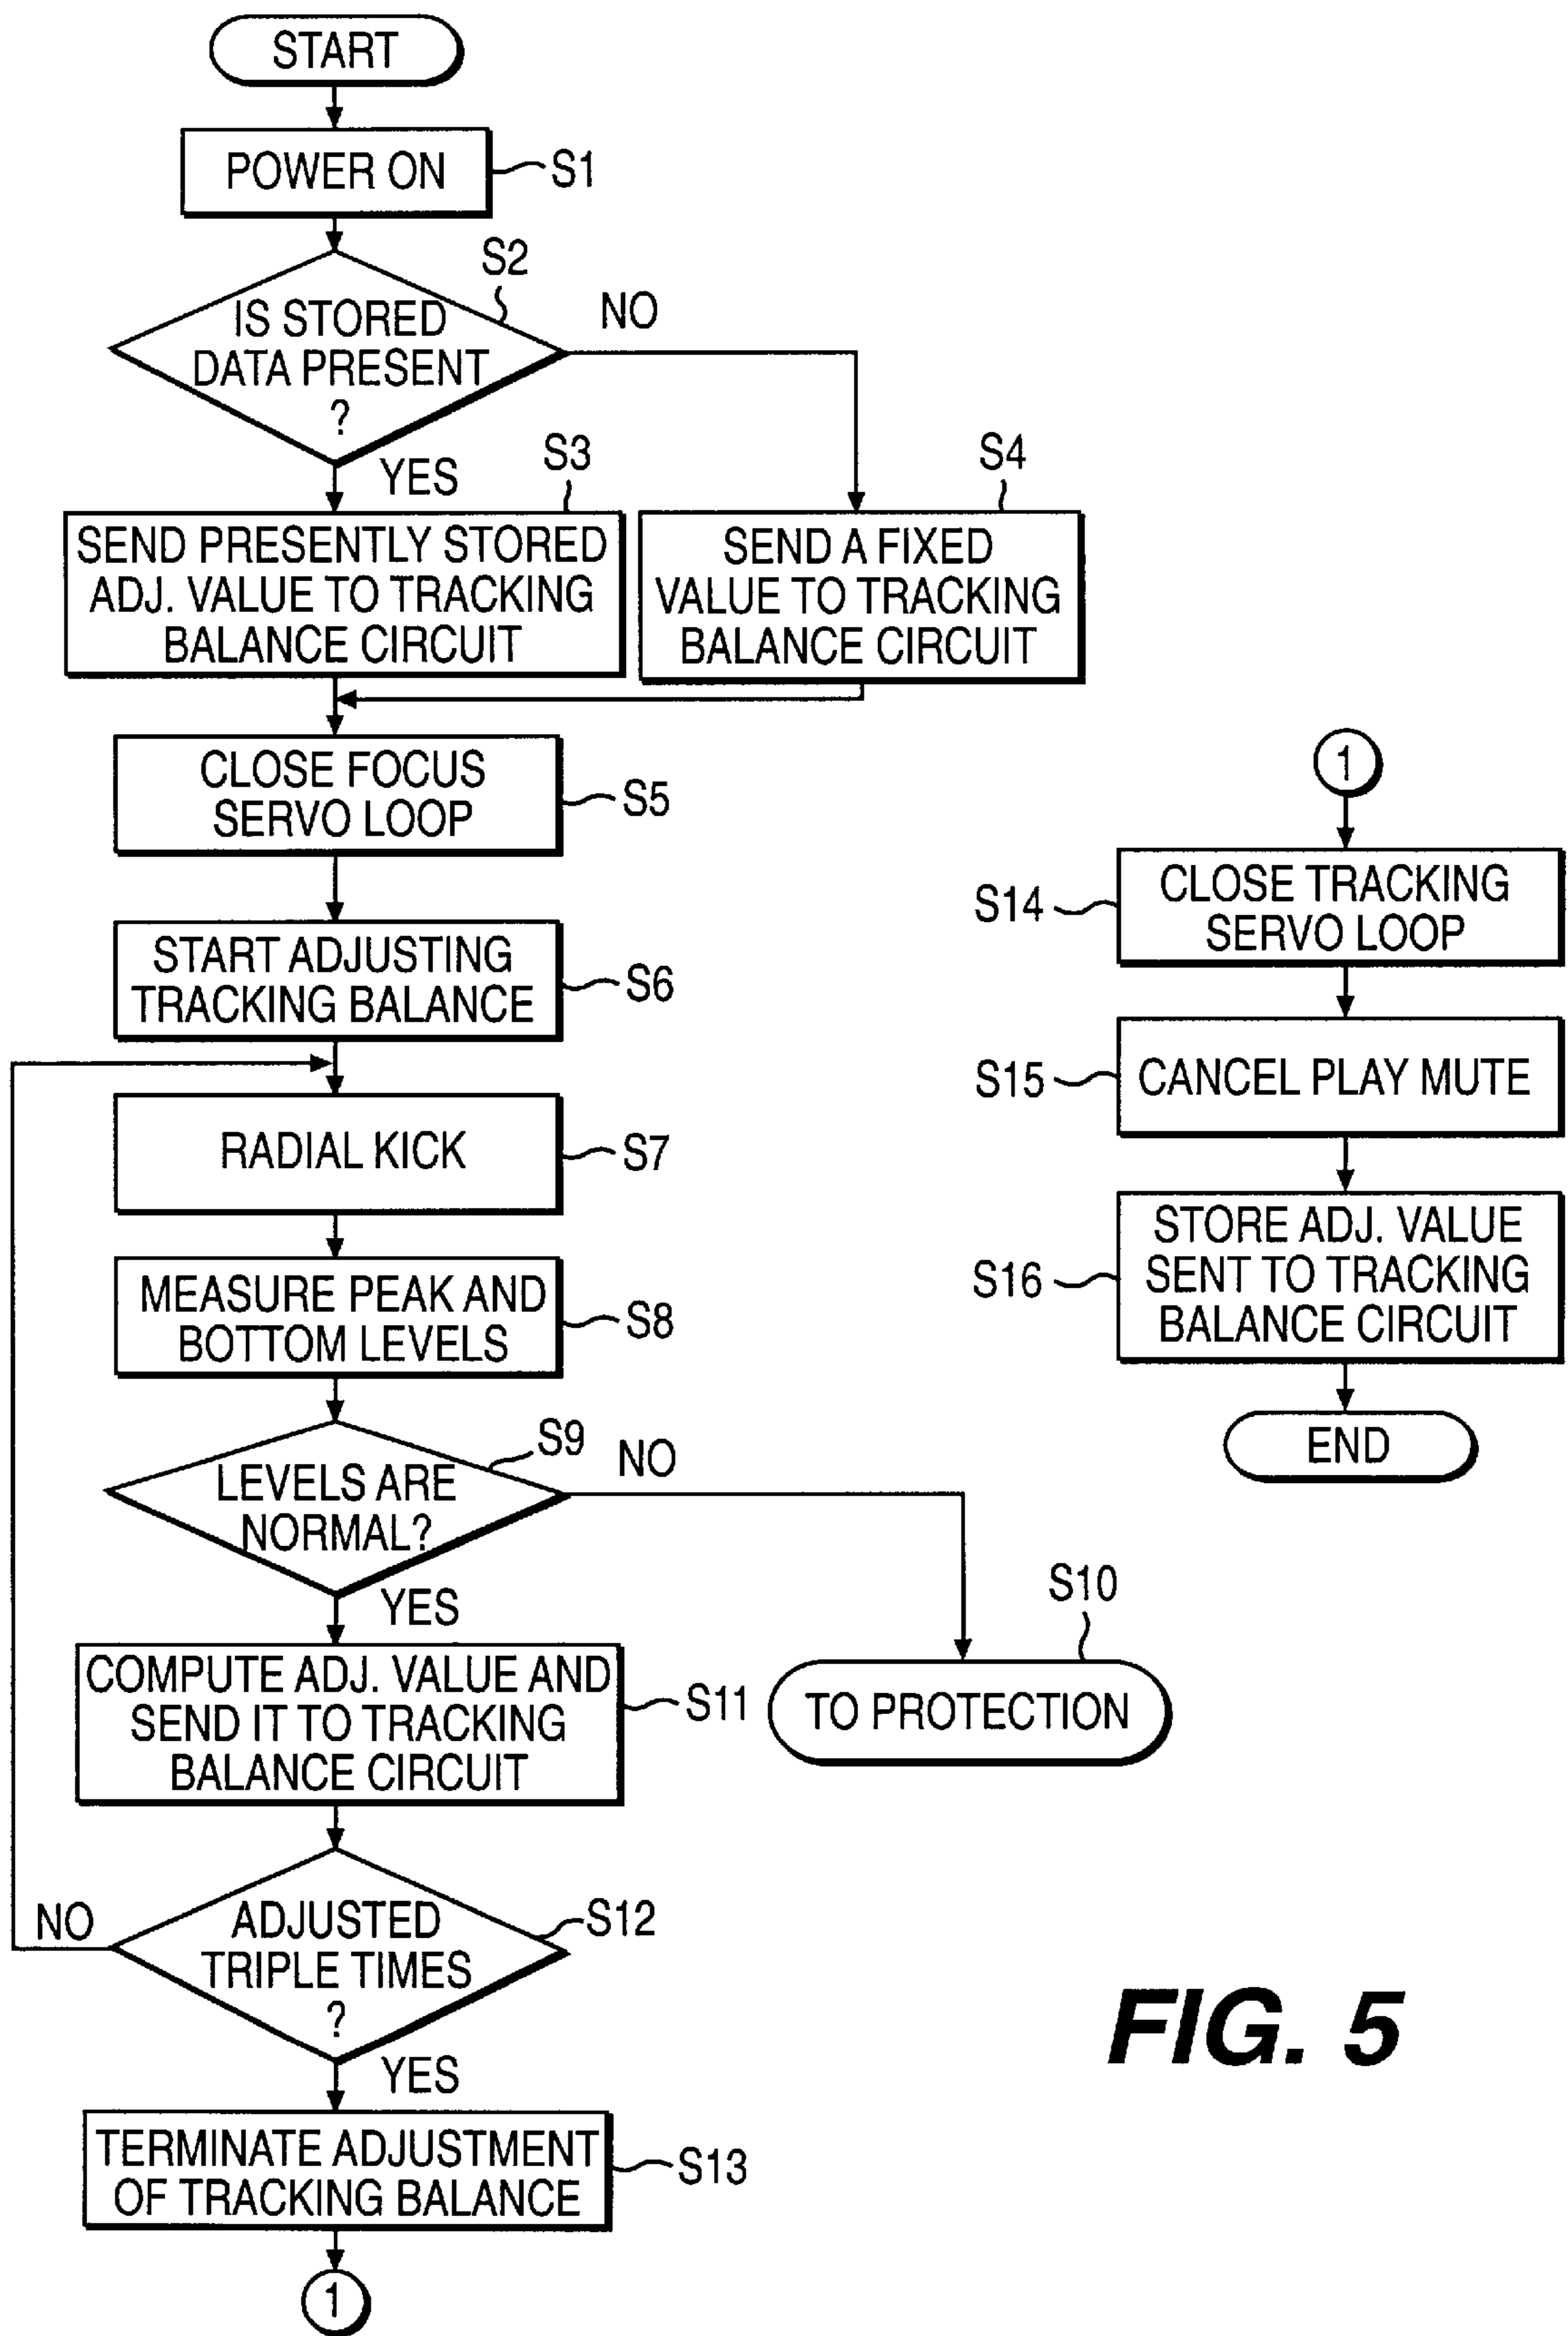 START
POWER ON
S1
S2
IS STORED
DATA PRESENT
?
NO
YES
S3
SEND PRESENTLY STORED
ADJ. VALUE TO TRACKING
BALANCE CIRCUIT
S4
SEND A FIXED
VALUE TO TRACKING
BALANCE CIRCUIT
CLOSE FOCUS
SERVO LOOP
S5
START ADJUSTING
TRACKING BALANCE
S6
RADIAL KICK
S7
MEASURE PEAK AND
BOTTOM LEVELS
S8
S9
LEVELS ARE
NORMAL?
NO
YES
S10
TO PROTECTION
COMPUTE ADJ. VALUE AND
SEND IT TO TRACKING
BALANCE CIRCUIT
S11
ADJUSTED
TRIPLE TIMES
?
S12
NO
YES
TERMINATE ADJUSTMENT
OF TRACKING BALANCE
S13
1
1
S14
CLOSE TRACKING
SERVO LOOP
S15
CANCEL PLAY MUTE
S16
STORE ADJ. VALUE
SENT TO TRACKING
BALANCE CIRCUIT
END
FIG. 5